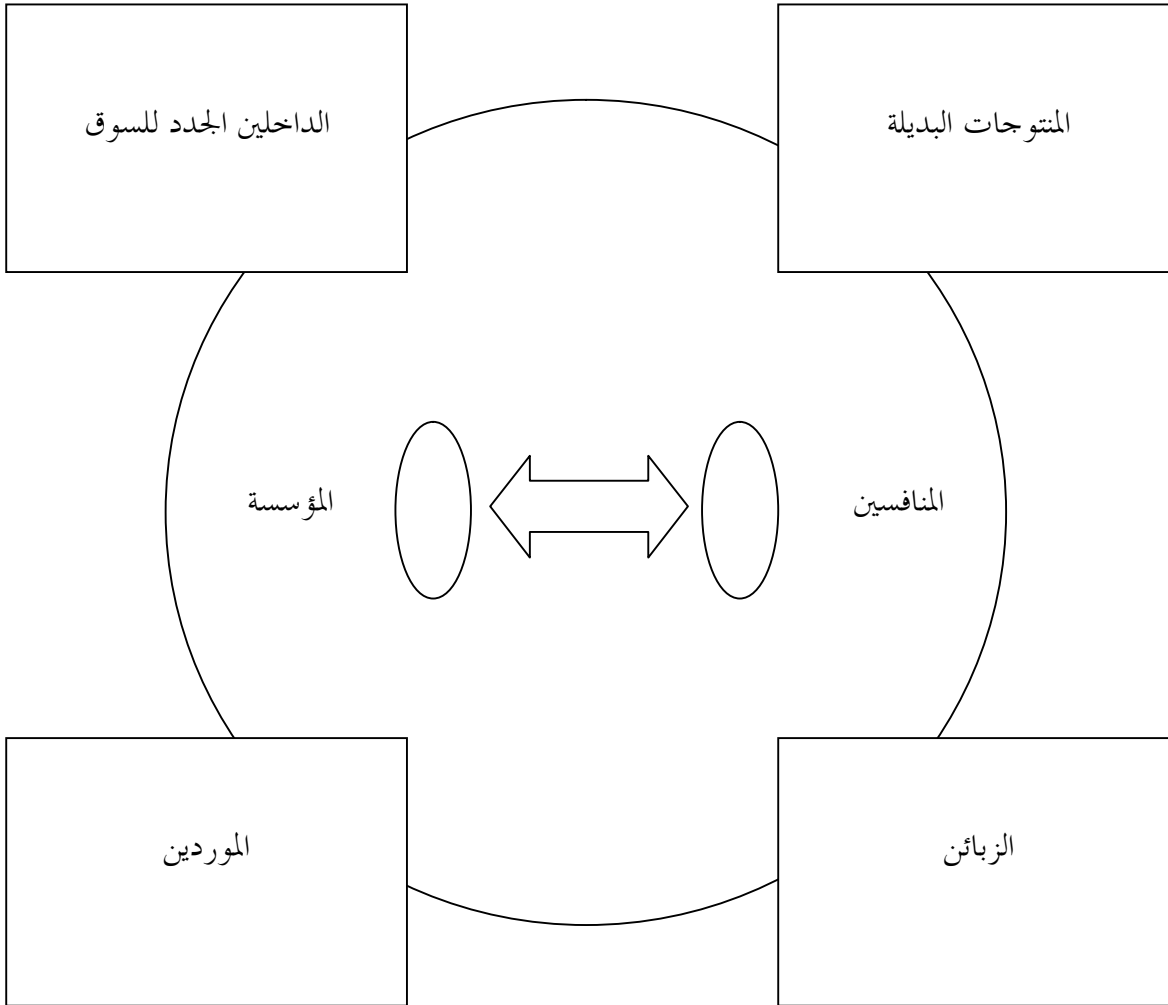 المنتوجات البديلة
الداخلين الجدد للسوق
المنافسين
المؤسسة
الزبائن
الموردين